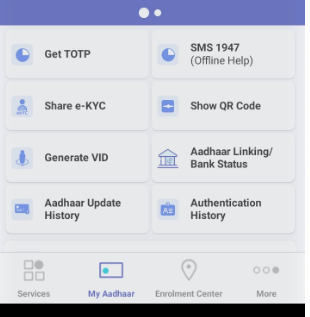 Get TOTP
SMS 1947
(Offline Help)
Share e-KYC
Show QR Code
Generate VID
Aadhaar Linking/
Bank Status
Aadhaar Update
History
Authentication
History
Services
My Aadhaar
Enrolment Center
More